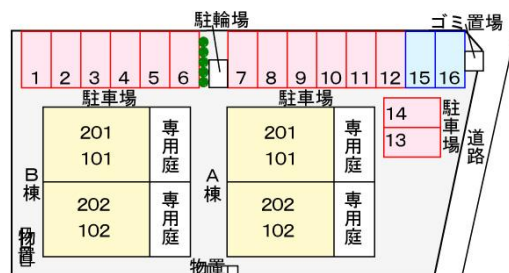 駐輪場
ゴミ置場
1 2 3 4 5 6 7 8 9 10 11 12 15 16
駐車場
駐車場
14
13
駐車場
道路
201
101
専用庭
201
101
専用庭
B棟
A棟
202
102
専用庭
202
102
専用庭
物置
物置